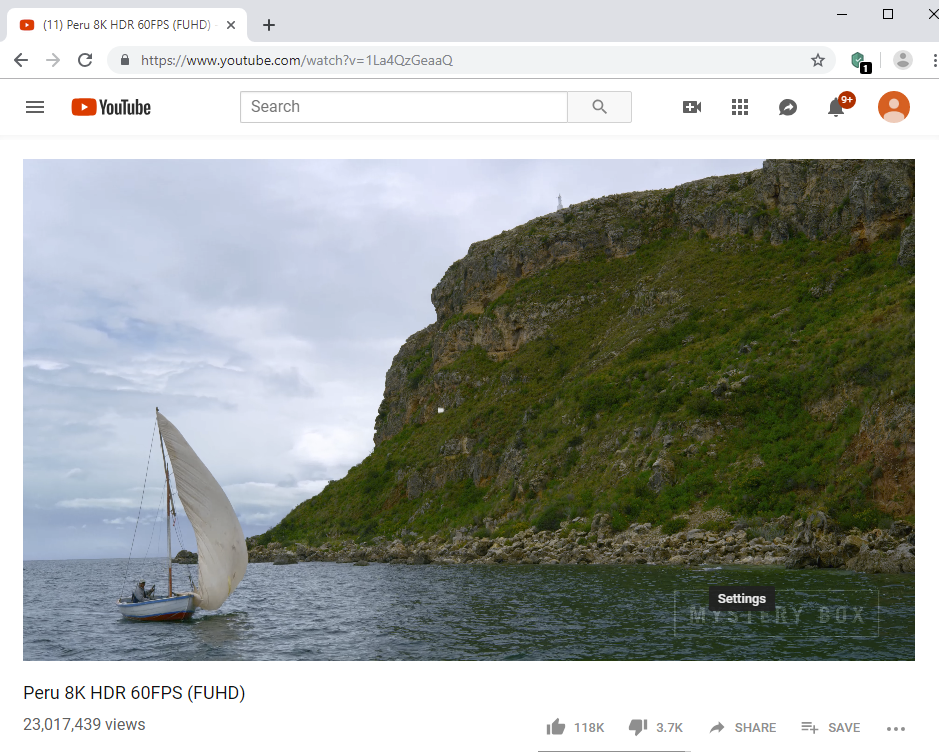 (11) Peru 8K HDR 60FPS (FUHD) -
https://www.youtube.com/watch?v=1La4QzGeaaQ
1
YouTube
Search
9+
Settings
MYSTERY BOX
Peru 8K HDR 60FPS (FUHD)
23,017,439 views
118K
3.7K
SHARE
SAVE